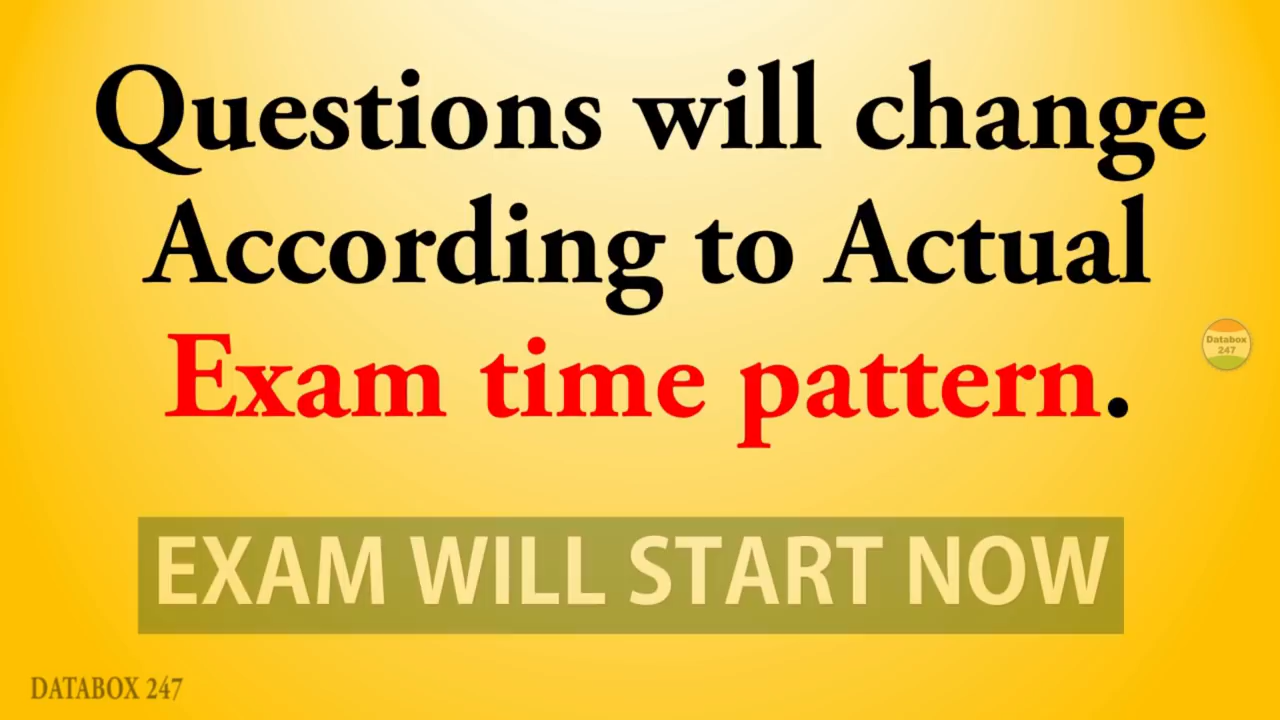 Questions will change
According to Actual
Exam time pattern.
Databox
247
EXAM WILL START NOW
DATABOX 247